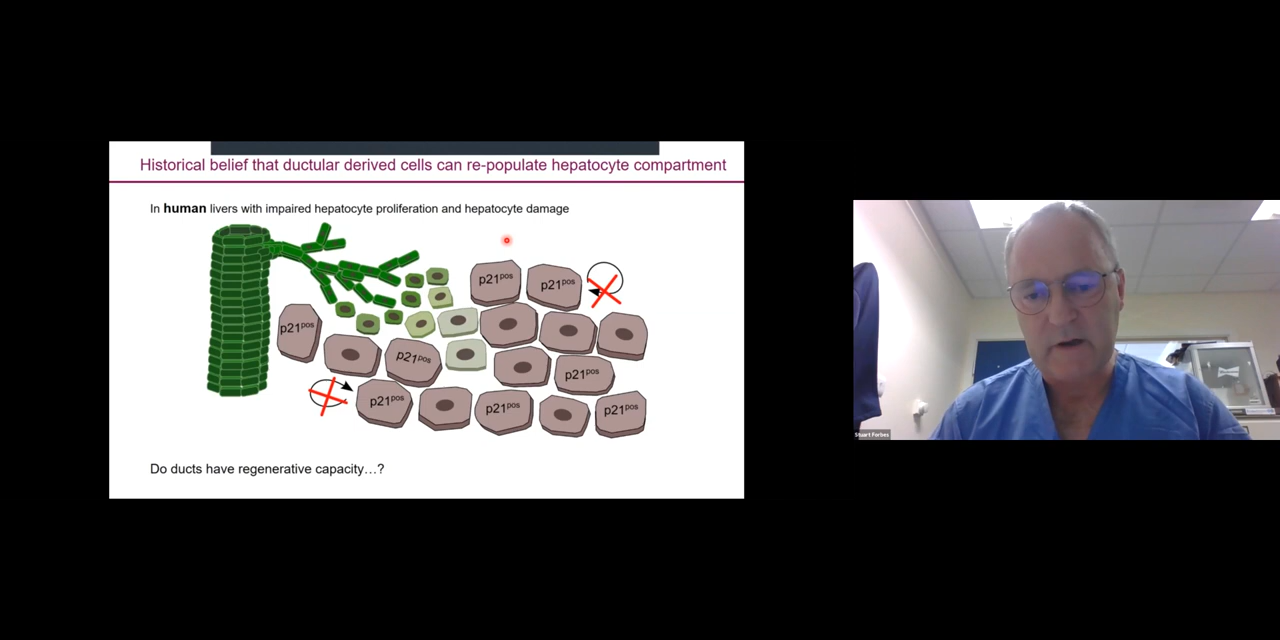 Historical belief that ductular derived cells can re-populate hepatocyte compartment
In human livers with impaired hepatocyte proliferation and hepatocyte damage
p21pos
p21pos
p21pos
p21pos
p21pos
p21pos
p21pos
p21pos
Do ducts have regenerative capacity…?
Stuart Forbes